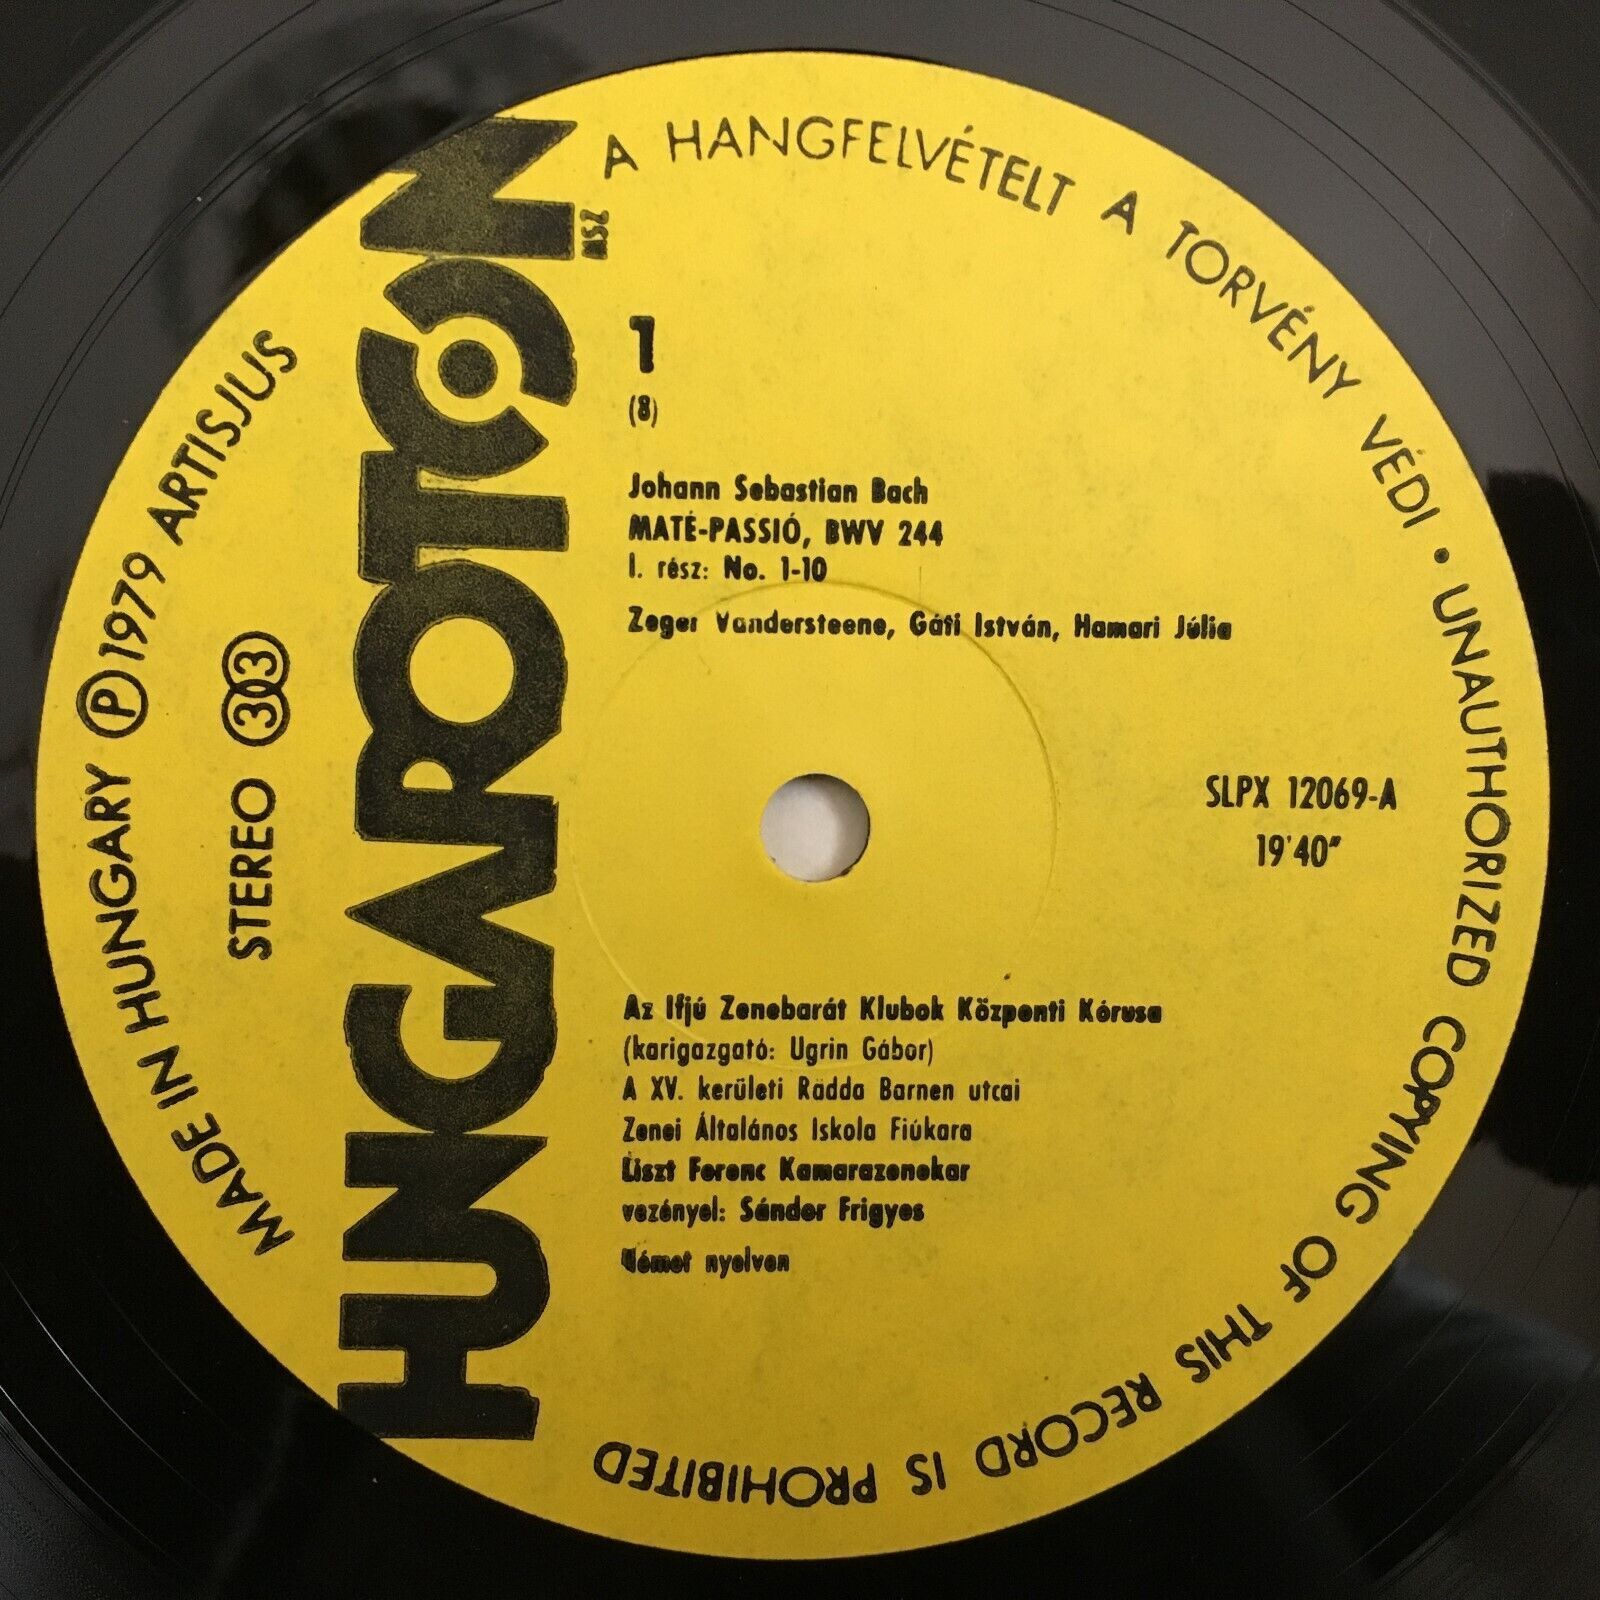 A HANGFELVÉTELT A TÖRVÉNY VÉDI • UNAUTHORIZED COPYING OF THIS RECORD IS PROHIBITED
MADE IN HUNGARY Ⓟ 1979 ARTISJUS
STEREO 33
HUNGAROTON
MSZ
1
(8)
Johann Sebastian Bach
MATÉ-PASSIÓ, BWV 244
I. rész: No. 1-10
Zeger Vandersteene, Gáti István, Hamari Júlia
SLPX 12069-A
19'40"
Az Ifjú Zenebarát Klubok Központi Kórusa
(karigazgató: Ugrin Gábor)
A XV. kerületi Rädda Barnen utcai
Zenei Általános Iskola Fiúkara
Liszt Ferenc Kamarazenekar
vezényel: Sándor Frigyes
Német nyelven